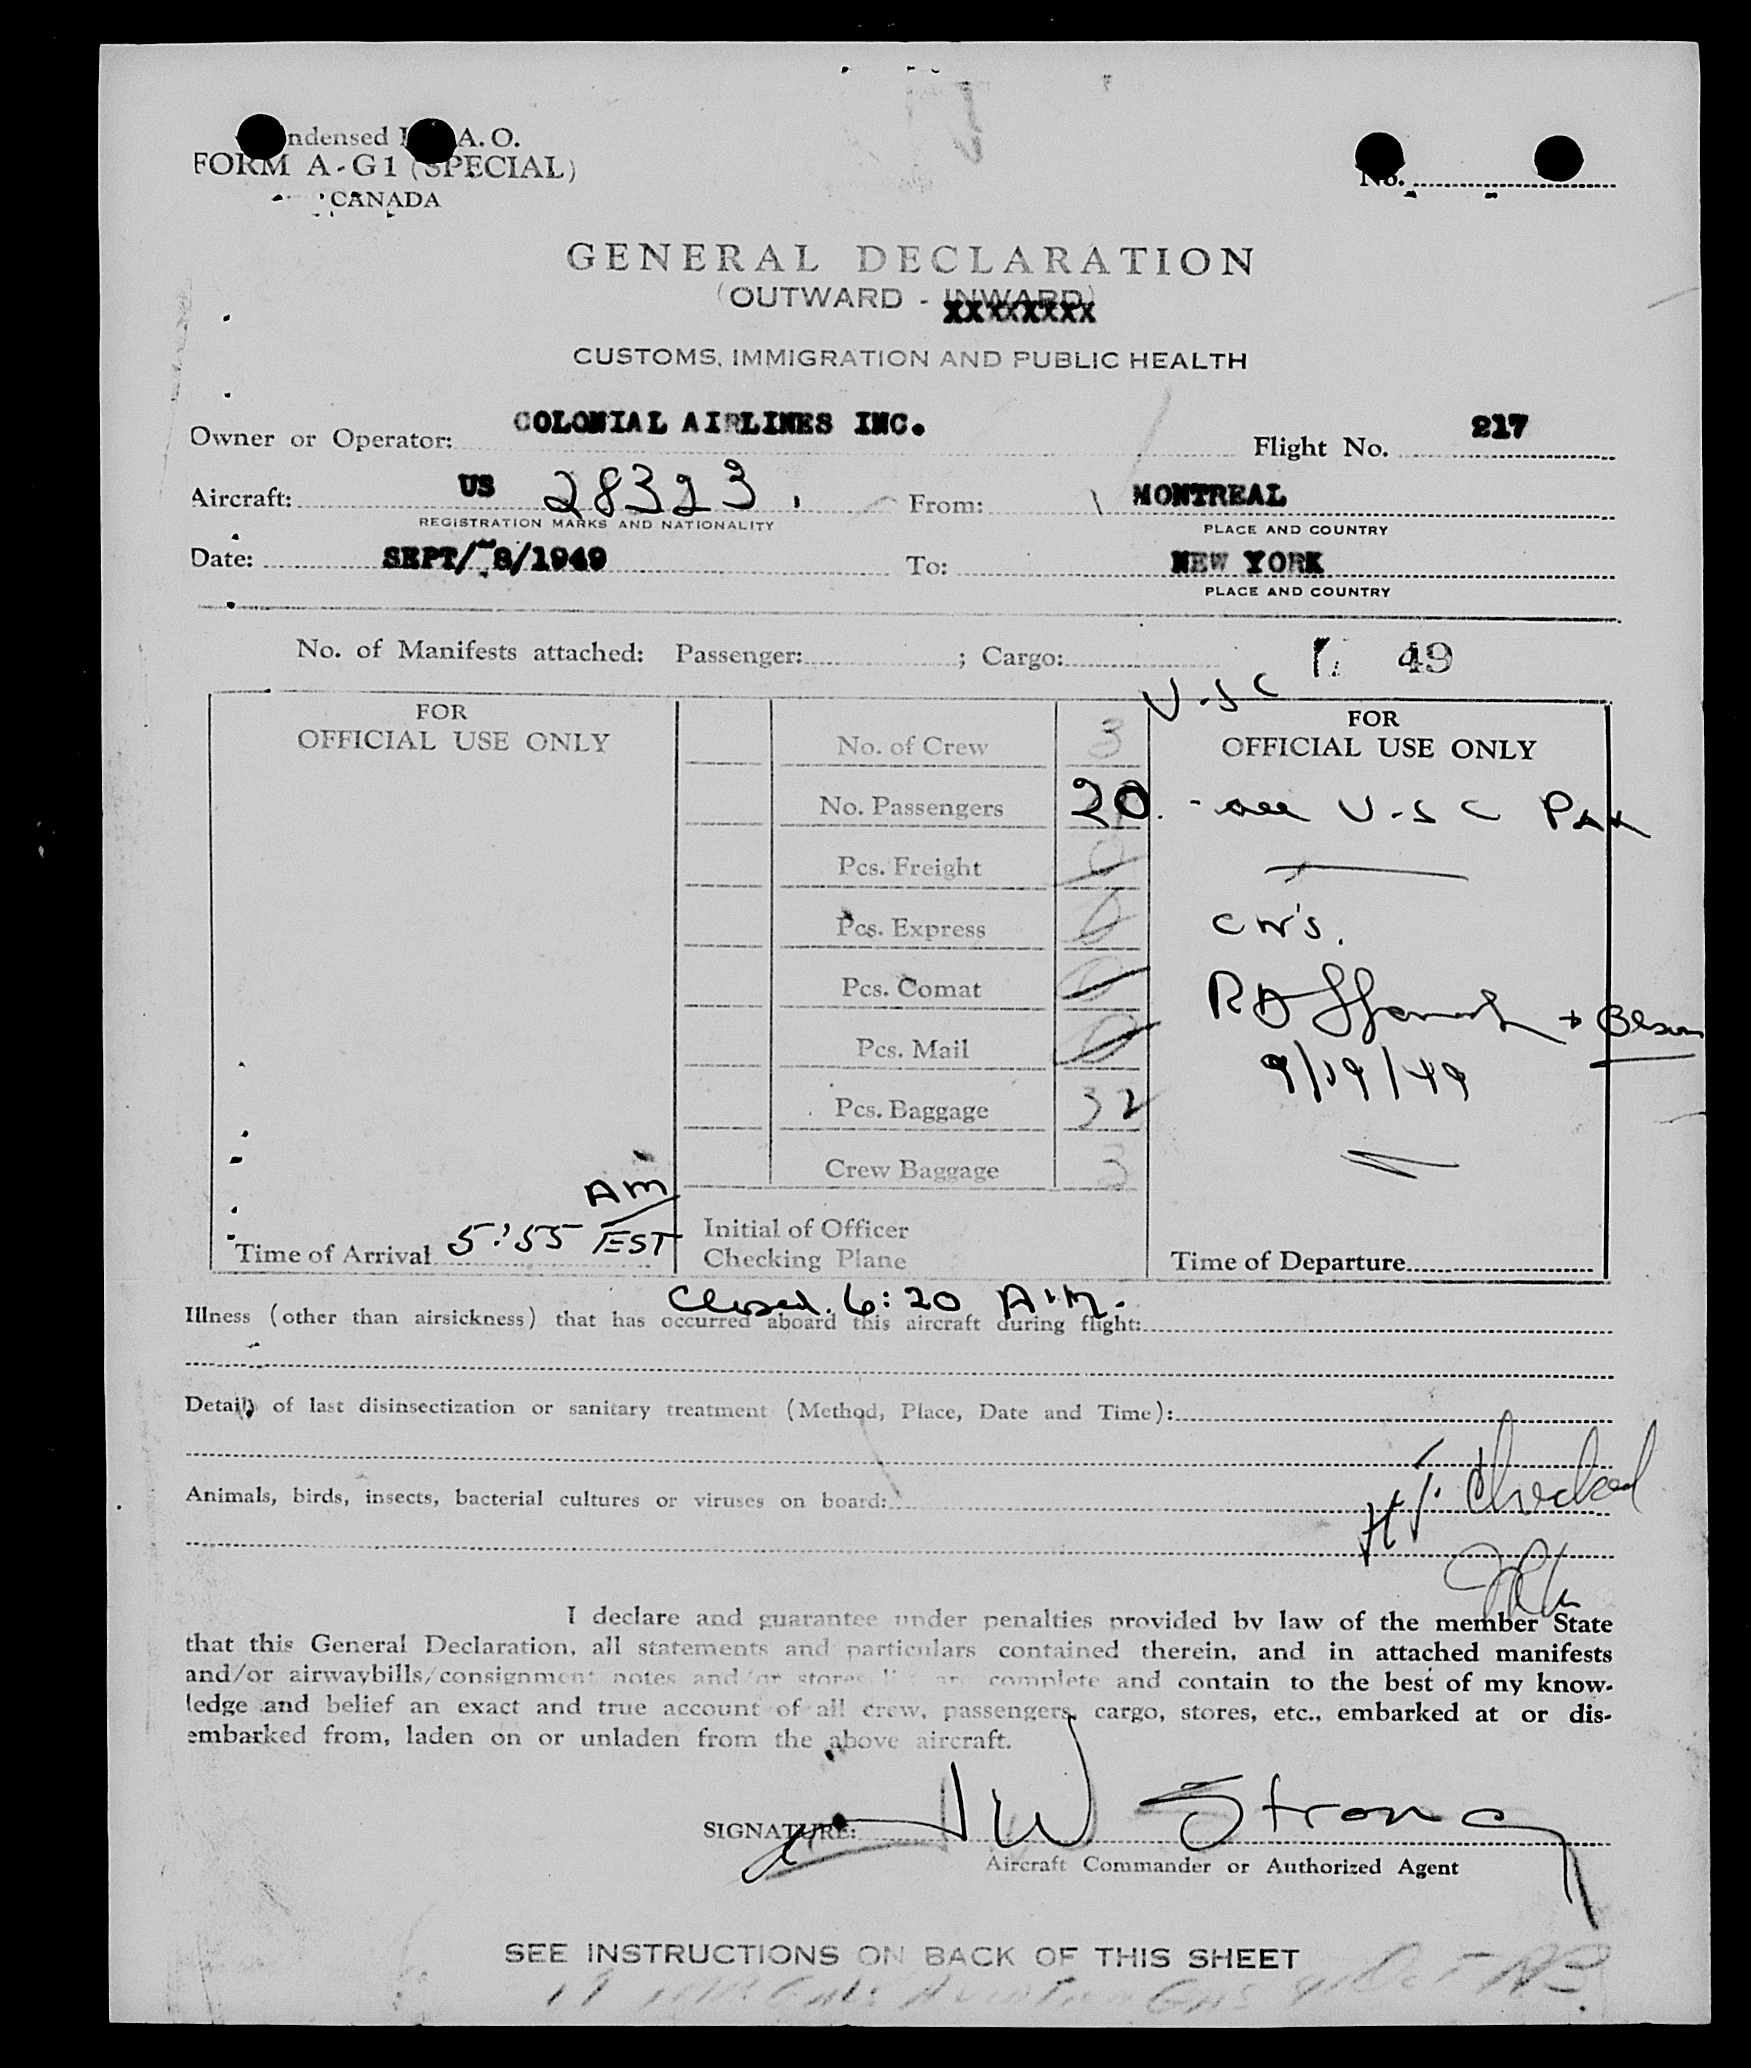 ndensed I A. O.
FORM A-G1 (SPECIAL)
CANADA
No.
GENERAL DECLARATION
(OUTWARD - INWARD)
XXXXXXXX
CUSTOMS, IMMIGRATION AND PUBLIC HEALTH
Owner or Operator: COLONIAL AIRLINES INC. Flight No. 217
Aircraft: US 28323. From: MONTREAL
REGISTRATION MARKS AND NATIONALITY PLACE AND COUNTRY
Date: SEPT/ 8/1949 To: NEW YORK
PLACE AND COUNTRY
No. of Manifests attached: Passenger: ; Cargo: 49
U.S C
FOR
OFFICIAL USE ONLY
No. of Crew 3
No. Passengers 20
Pcs. Freight 0
Pcs. Express 0
Pcs. Comat 0
Pcs. Mail 0
Pcs. Baggage 32
Crew Baggage 3
Initial of Officer
Checking Plane
FOR
OFFICIAL USE ONLY
- all U.S C Pax
9/19/49
AM
Time of Arrival 5:55 EST
Time of Departure
Closed. 6:20 A.M.
Illness (other than airsickness) that has occurred aboard this aircraft during flight:
Details of last disinsectization or sanitary treatment (Method, Place, Date and Time):
Animals, birds, insects, bacterial cultures or viruses on board:
Checked
I declare and guarantee under penalties provided by law of the member State
that this General Declaration, all statements and particulars contained therein, and in attached manifests
and/or airwaybills/consignment notes and/or stores are complete and contain to the best of my know-
ledge and belief an exact and true account of all crew, passengers, cargo, stores, etc., embarked at or dis-
embarked from, laden on or unladen from the above aircraft.
SIGNATURE: W Strong
Aircraft Commander or Authorized Agent
SEE INSTRUCTIONS ON BACK OF THIS SHEET